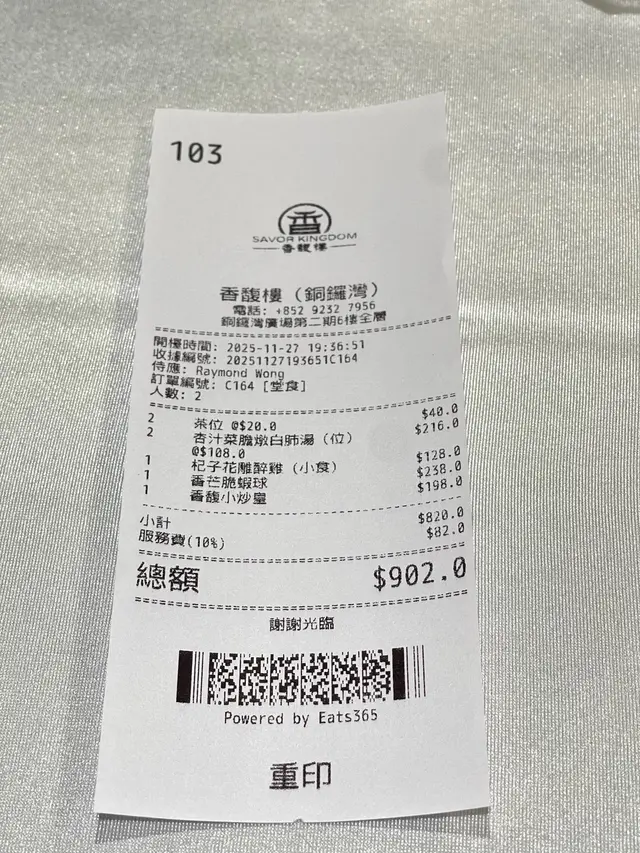 103
香
SAVOR KINGDOM
香馥樓
香馥樓（銅鑼灣）
電話: +852 9232 7956
銅鑼灣廣場第二期6樓全層
開檯時間: 2025-11-27 19:36:51
收據編號: 20251127193651C164
侍應: Raymond Wong
訂單編號: C164 [堂食]
人數: 2
2 茶位 @$20.0 $40.0
2 杏汁菜膽燉白肺湯（位） $216.0
@$108.0
1 杞子花雕醉雞（小食） $128.0
1 香芒脆蝦球 $238.0
1 香馥小炒皇 $198.0
小計 $820.0
服務費(10%) $82.0
總額 $902.0
謝謝光臨
Powered by Eats365
重印